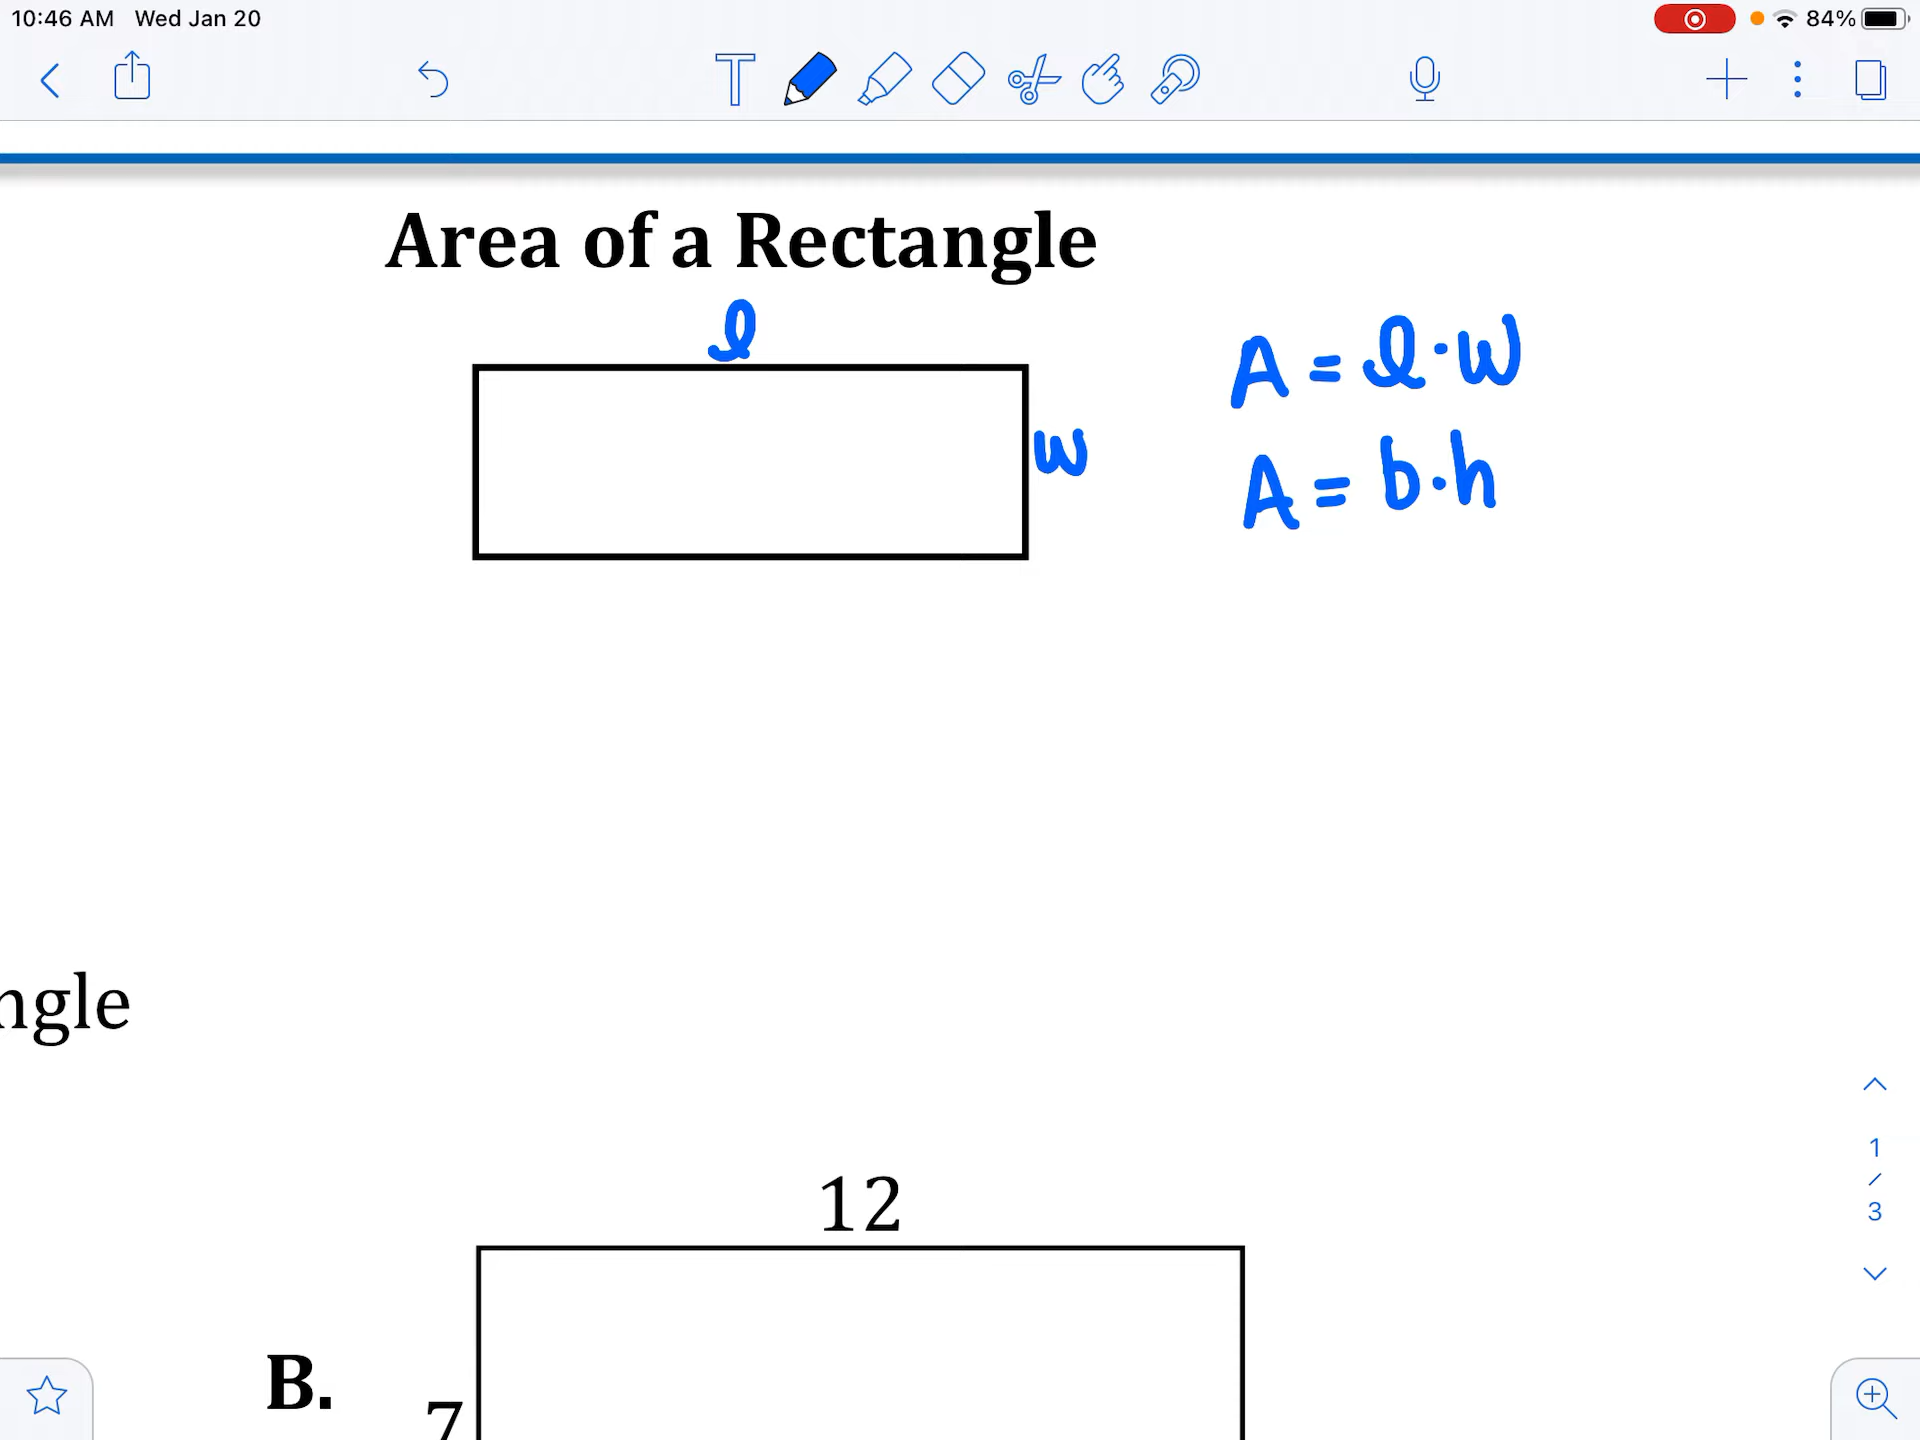 10:46 AM Wed Jan 20
84%
T
Area of a Rectangle
l
A = l · w
w
A = b · h
ngle
1
/
3
12
B.
7